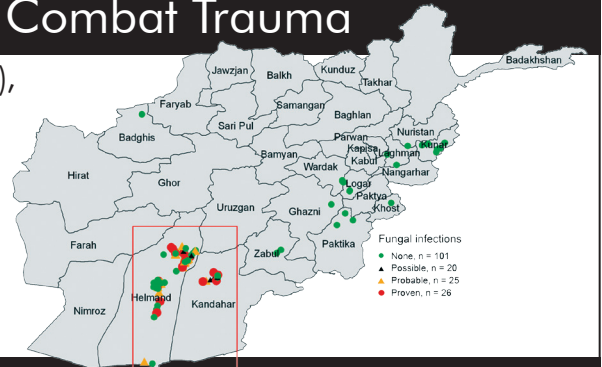 Combat Trauma
),
Badakhshan
Jawzjan
Balkh
Kunduz
Takhar
Faryab
Samangan
Baghlan
Sari Pul
Badghis
Parwan
Nuristan
Kapisa
Kunar
Laghman
Bamyan
Kabul
Wardak
Nangarhar
Hirat
Ghor
Logar
Paktya
Uruzgan
Ghazni
Khost
Farah
Zabul
Paktika
Fungal infections
None, n = 101
Possible, n = 20
Probable, n = 25
Proven, n = 26
Helmand
Kandahar
Nimroz